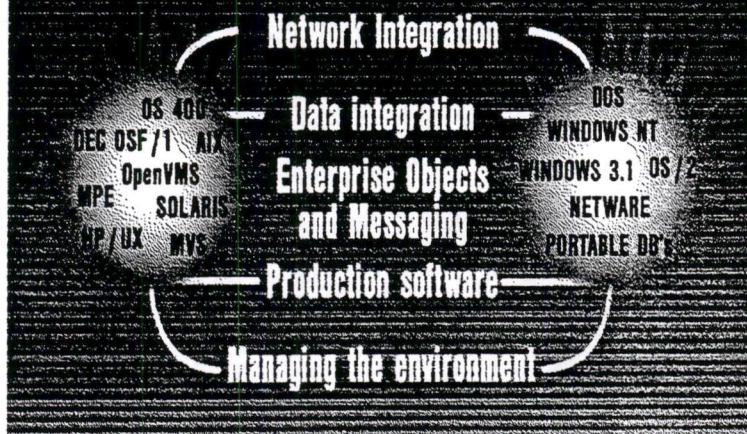 Network Integration
Data integration
Enterprise Objects
and Messaging
Production software
Managing the environment
OS 400
DEC OSF/1 AIX
OpenVMS
MPE SOLARIS
HP/UX MVS
DOS
WINDOWS NT
WINDOWS 3.1 OS/2
NETWARE
PORTABLE DB's